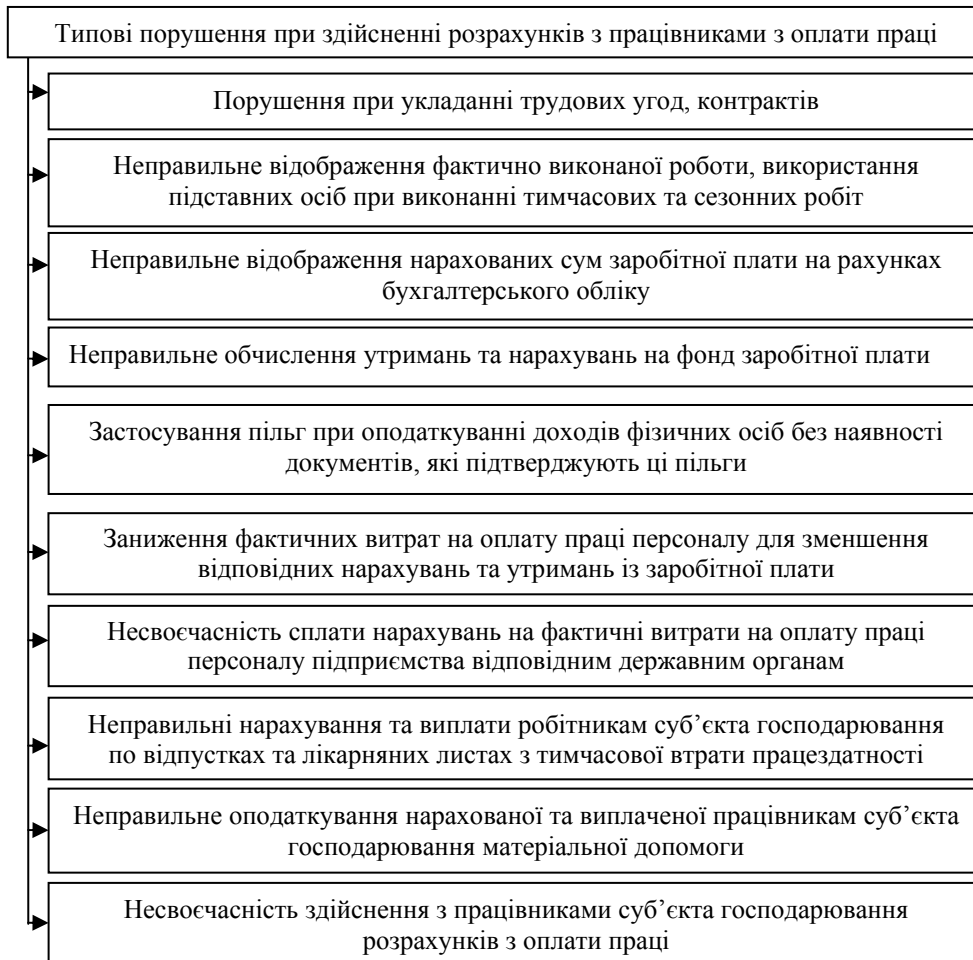 Типові порушення при здійсненні розрахунків з працівниками з оплати праці
Порушення при укладанні трудових угод, контрактів
Неправильне відображення фактично виконаної роботи, використання
підставних осіб при виконанні тимчасових та сезонних робіт
Неправильне відображення нарахованих сум заробітної плати на рахунках
бухгалтерського обліку
Неправильне обчислення утримань та нарахувань на фонд заробітної плати
Застосування пільг при оподаткуванні доходів фізичних осіб без наявності
документів, які підтверджують ці пільги
Заниження фактичних витрат на оплату праці персоналу для зменшення
відповідних нарахувань та утримань із заробітної плати
Несвоєчасність сплати нарахувань на фактичні витрати на оплату праці
персоналу підприємства відповідним державним органам
Неправильні нарахування та виплати робітникам суб’єкта господарювання
по відпустках та лікарняних листах з тимчасової втрати працездатності
Неправильне оподаткування нарахованої та виплаченої працівникам суб’єкта
господарювання матеріальної допомоги
Несвоєчасність здійснення з працівниками суб’єкта господарювання
розрахунків з оплати праці